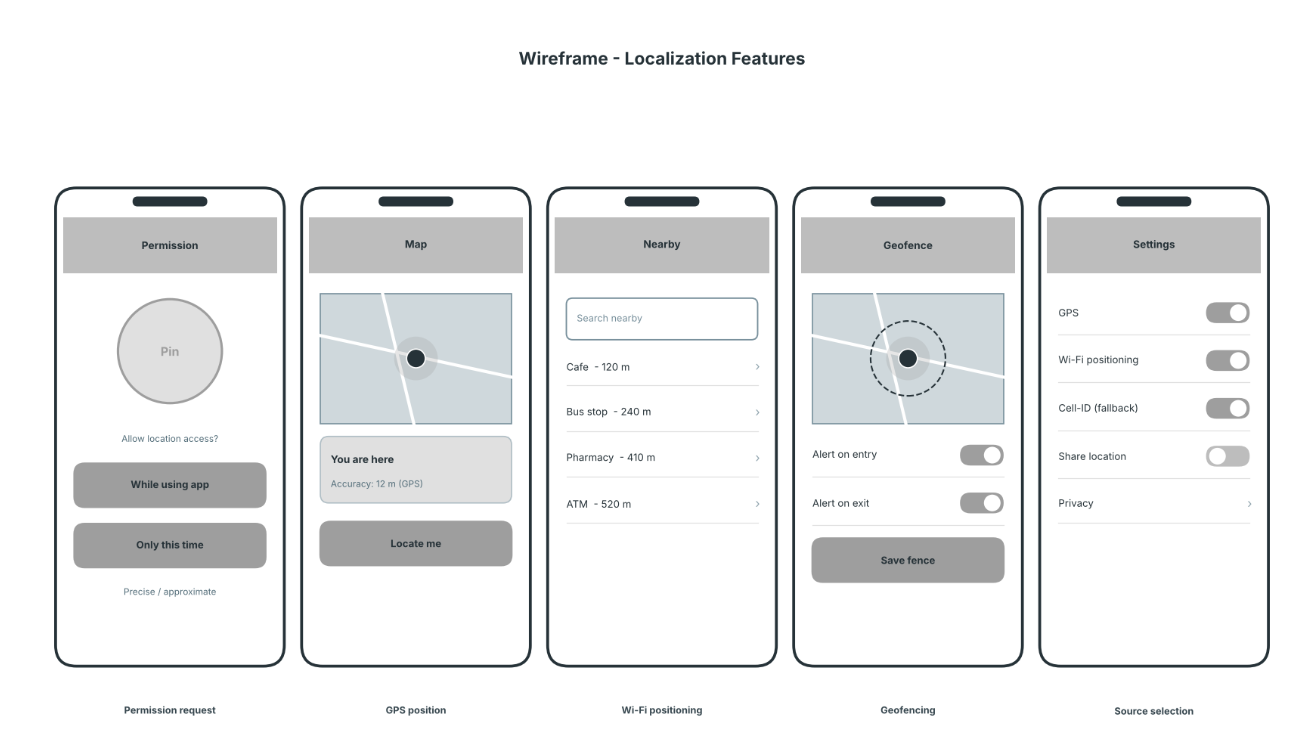 Wireframe - Localization Features
Permission
Pin
Allow location access?
While using app
Only this time
Precise / approximate
Permission request
Map
You are here
Accuracy: 12 m (GPS)
Locate me
GPS position
Nearby
Search nearby
Cafe - 120 m ›
Bus stop - 240 m ›
Pharmacy - 410 m ›
ATM - 520 m ›
Wi-Fi positioning
Geofence
Alert on entry
Alert on exit
Save fence
Geofencing
Settings
GPS
Wi-Fi positioning
Cell-ID (fallback)
Share location
Privacy ›
Source selection